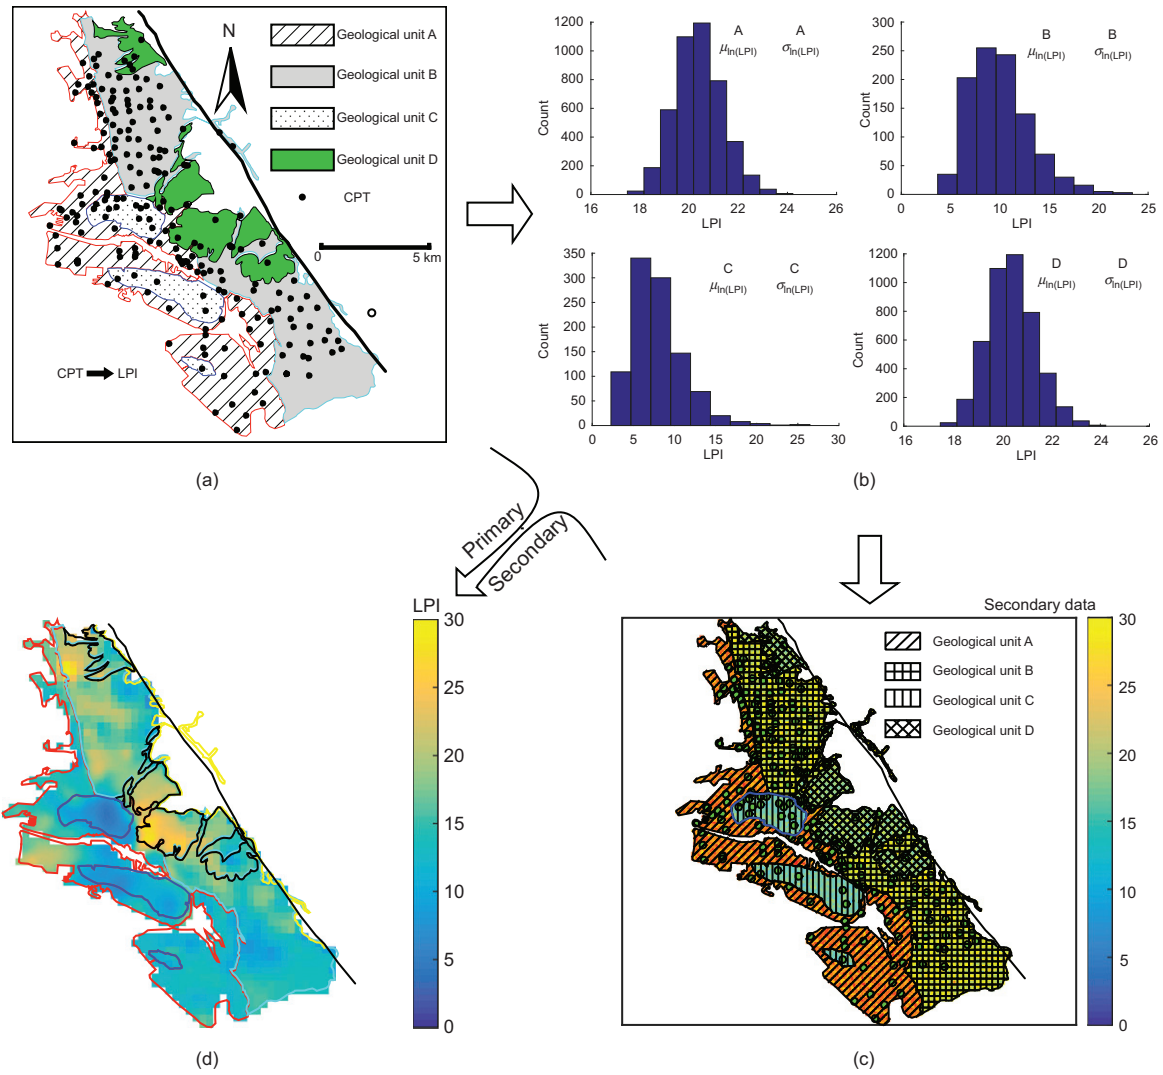 N
Geological unit A
Geological unit B
Geological unit C
Geological unit D
CPT
0 5 km
CPT LPI
(a)
1200
1000
800
600
400
200
0
Count
16 18 20 22 24 26
LPI
A A
μln(LPI) σln(LPI)
300
250
200
150
100
50
0
Count
0 5 10 15 20 25
LPI
B B
μln(LPI) σln(LPI)
350
300
250
200
150
100
50
0
Count
0 5 10 15 20 25 30
LPI
C C
μln(LPI) σln(LPI)
1200
1000
800
600
400
200
0
Count
16 18 20 22 24 26
LPI
D D
μln(LPI) σln(LPI)
(b)
Primary
Secondary
LPI
30
25
20
15
10
5
0
(d)
Secondary data
Geological unit A
Geological unit B
Geological unit C
Geological unit D
30
25
20
15
10
5
0
(c)